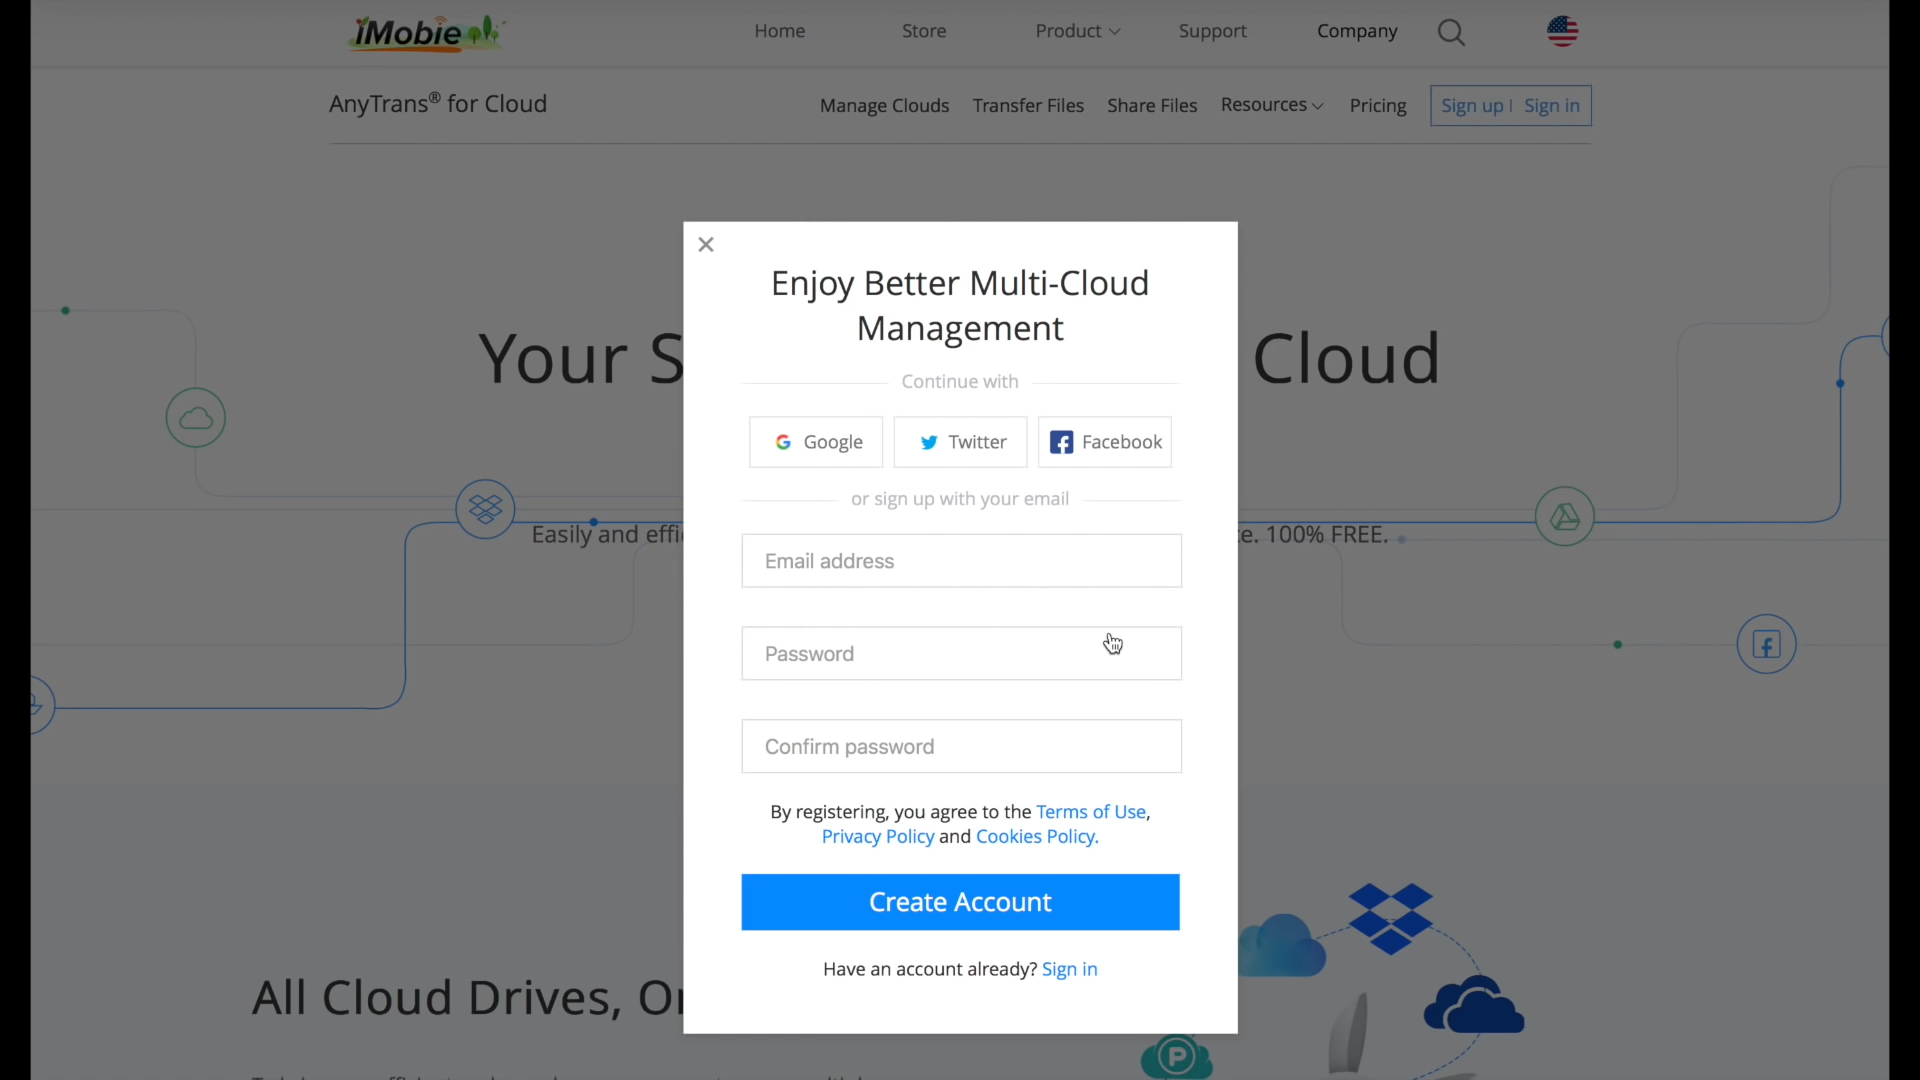 iMobie
Home
Store
Product
Support
Company
AnyTrans® for Cloud
Manage Clouds
Transfer Files
Share Files
Resources
Pricing
Sign up | Sign in
Enjoy Better Multi-Cloud
Management
Your
Cloud
Continue with
Google
Twitter
Facebook
or sign up with your email
Easily and
100% FREE.
Email address
Password
Confirm password
By registering, you agree to the Terms of Use,
Privacy Policy and Cookies Policy.
Create Account
Have an account already? Sign in
All Cloud Drives,
P